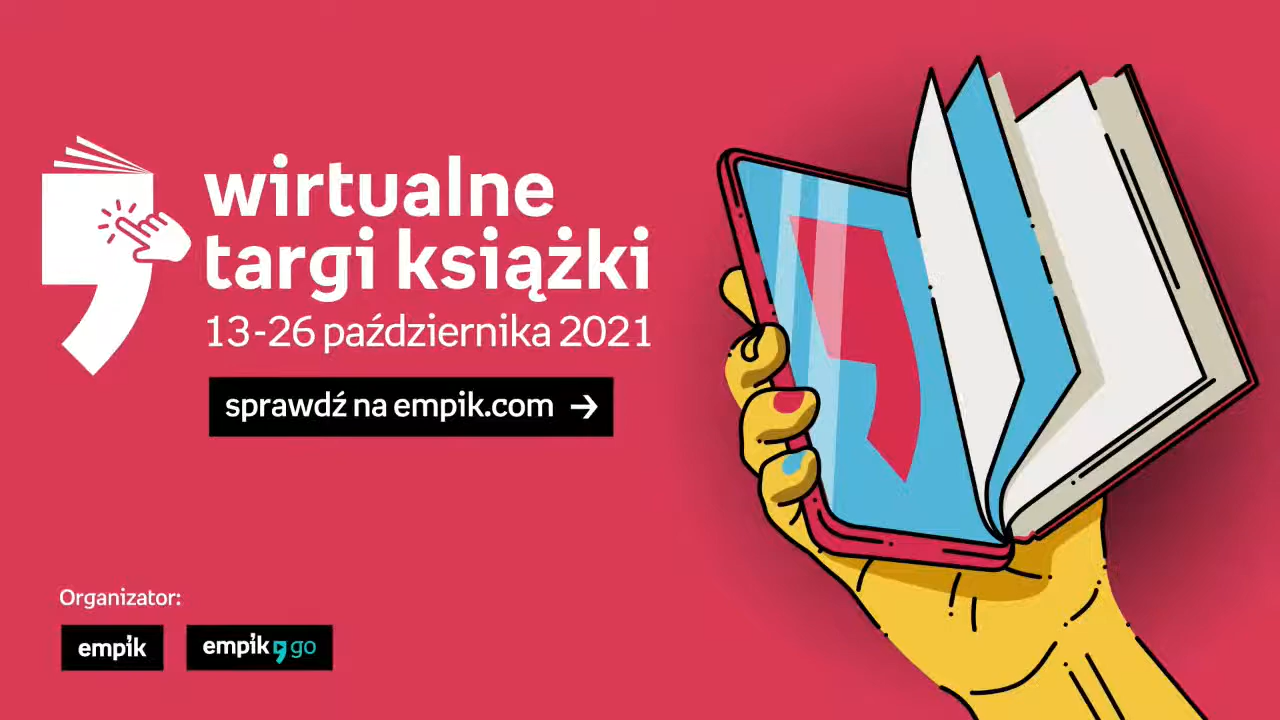 wirtualne
targi książki
13-26 października 2021
sprawdź na empik.com →
Organizator:
empik
empik go